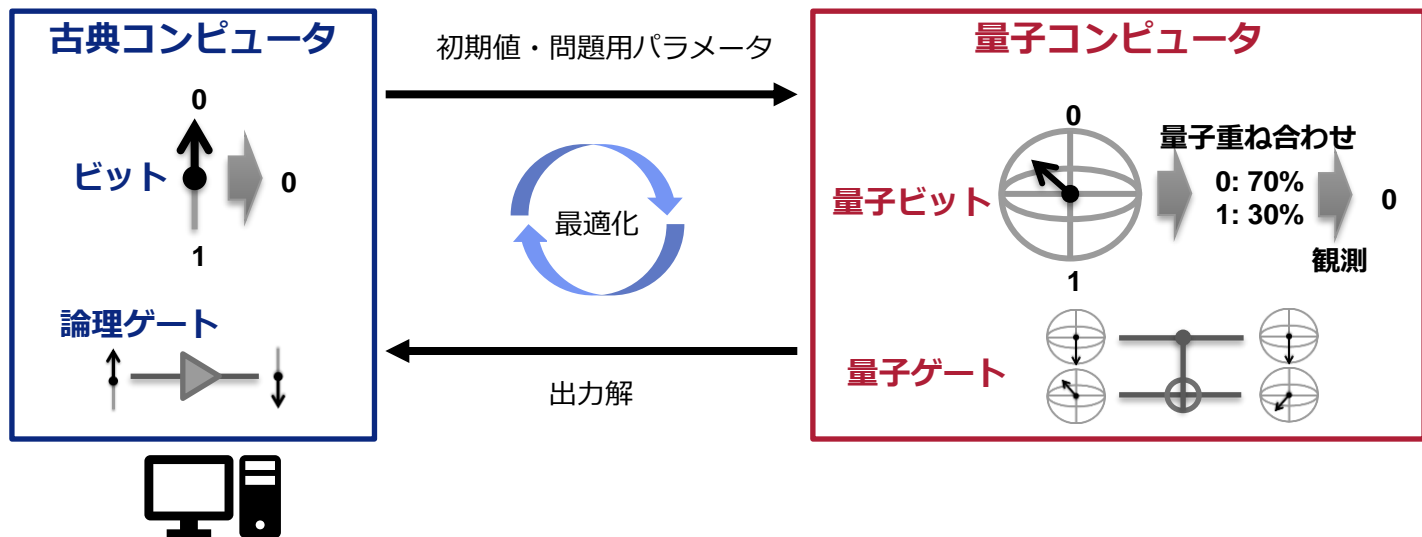 古典コンピュータ
0
ビット
0
1
論理ゲート
初期値・問題用パラメータ
最適化
出力解
量子コンピュータ
0
量子重ね合わせ
量子ビット
0: 70%
1: 30%
0
観測
1
量子ゲート